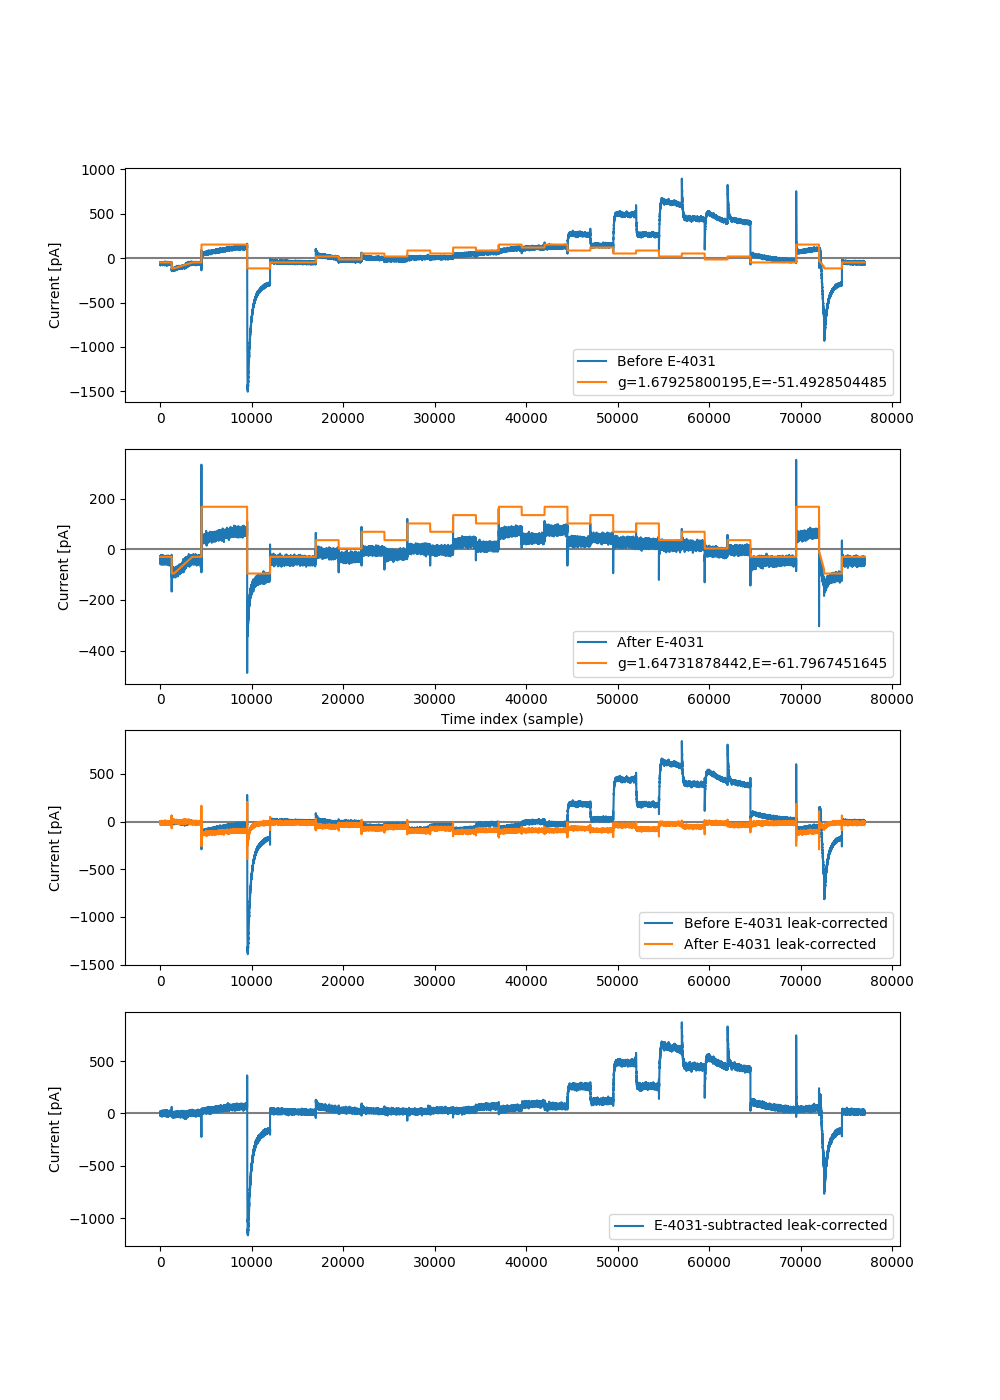 1000
500
0
−500
−1000
−1500
Current [pA]
Before E-4031
g=1.67925800195,E=-51.4928504485
0 10000 20000 30000 40000 50000 60000 70000 80000
200
0
−200
−400
Current [pA]
After E-4031
g=1.64731878442,E=-61.7967451645
0 10000 20000 30000 40000 50000 60000 70000 80000
Time index (sample)
500
0
−500
−1000
−1500
Current [pA]
Before E-4031 leak-corrected
After E-4031 leak-corrected
0 10000 20000 30000 40000 50000 60000 70000 80000
500
0
−500
−1000
Current [pA]
E-4031-subtracted leak-corrected
0 10000 20000 30000 40000 50000 60000 70000 80000